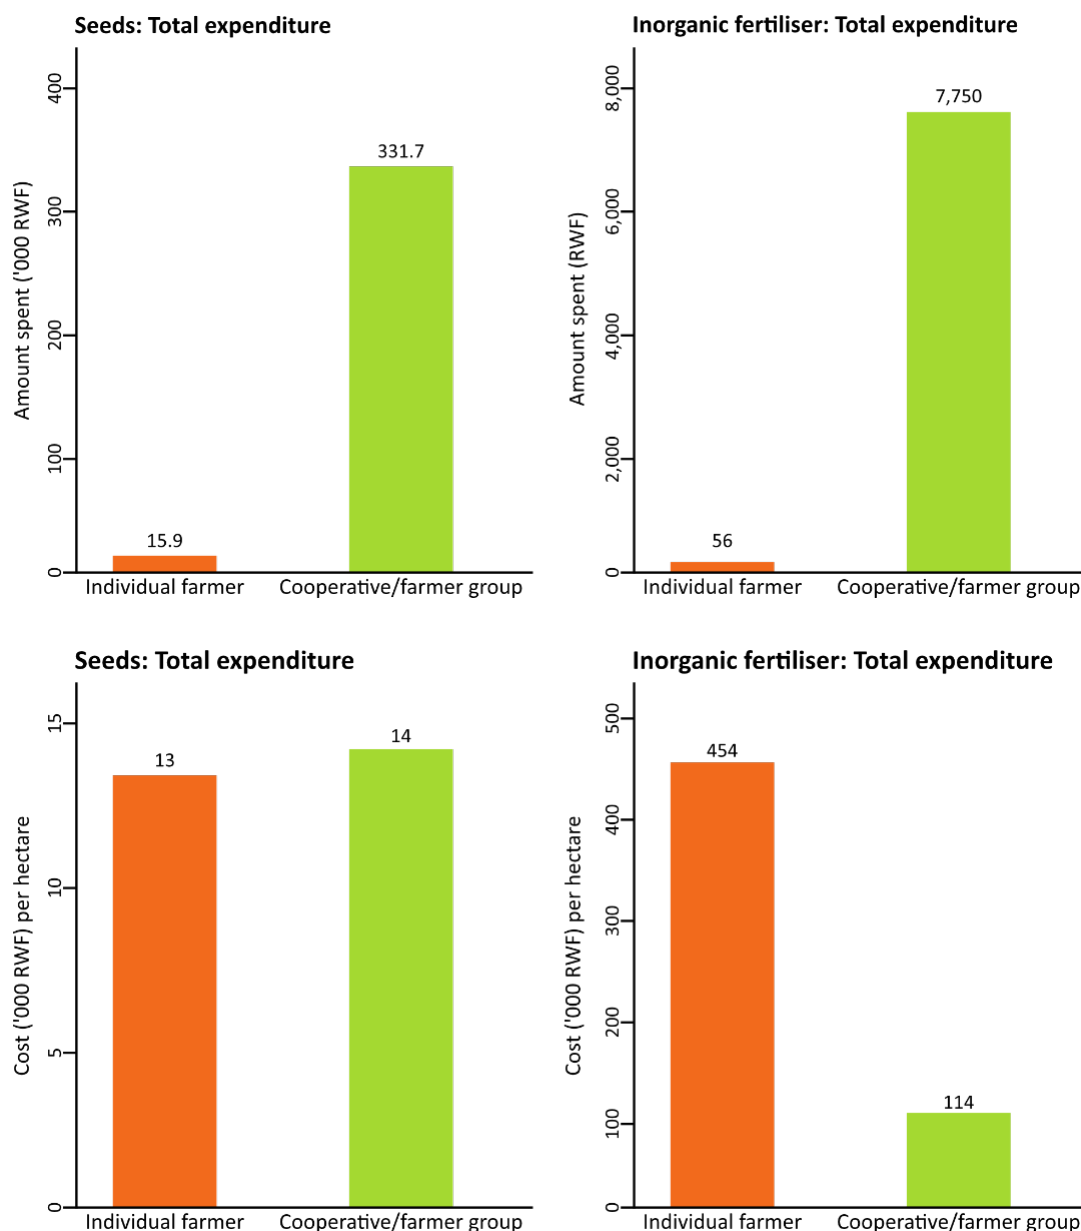 Seeds: Total expenditure
Amount spent ('000 RWF)
400
300
200
100
0
331.7
15.9
Individual farmer
Cooperative/farmer group
Inorganic fertiliser: Total expenditure
Amount spent (RWF)
8,000
6,000
4,000
2,000
0
7,750
56
Individual farmer
Cooperative/farmer group
Seeds: Total expenditure
Cost ('000 RWF) per hectare
15
10
5
0
13
14
Individual farmer
Cooperative/farmer group
Inorganic fertiliser: Total expenditure
Cost ('000 RWF) per hectare
500
400
300
200
100
0
454
114
Individual farmer
Cooperative/farmer group